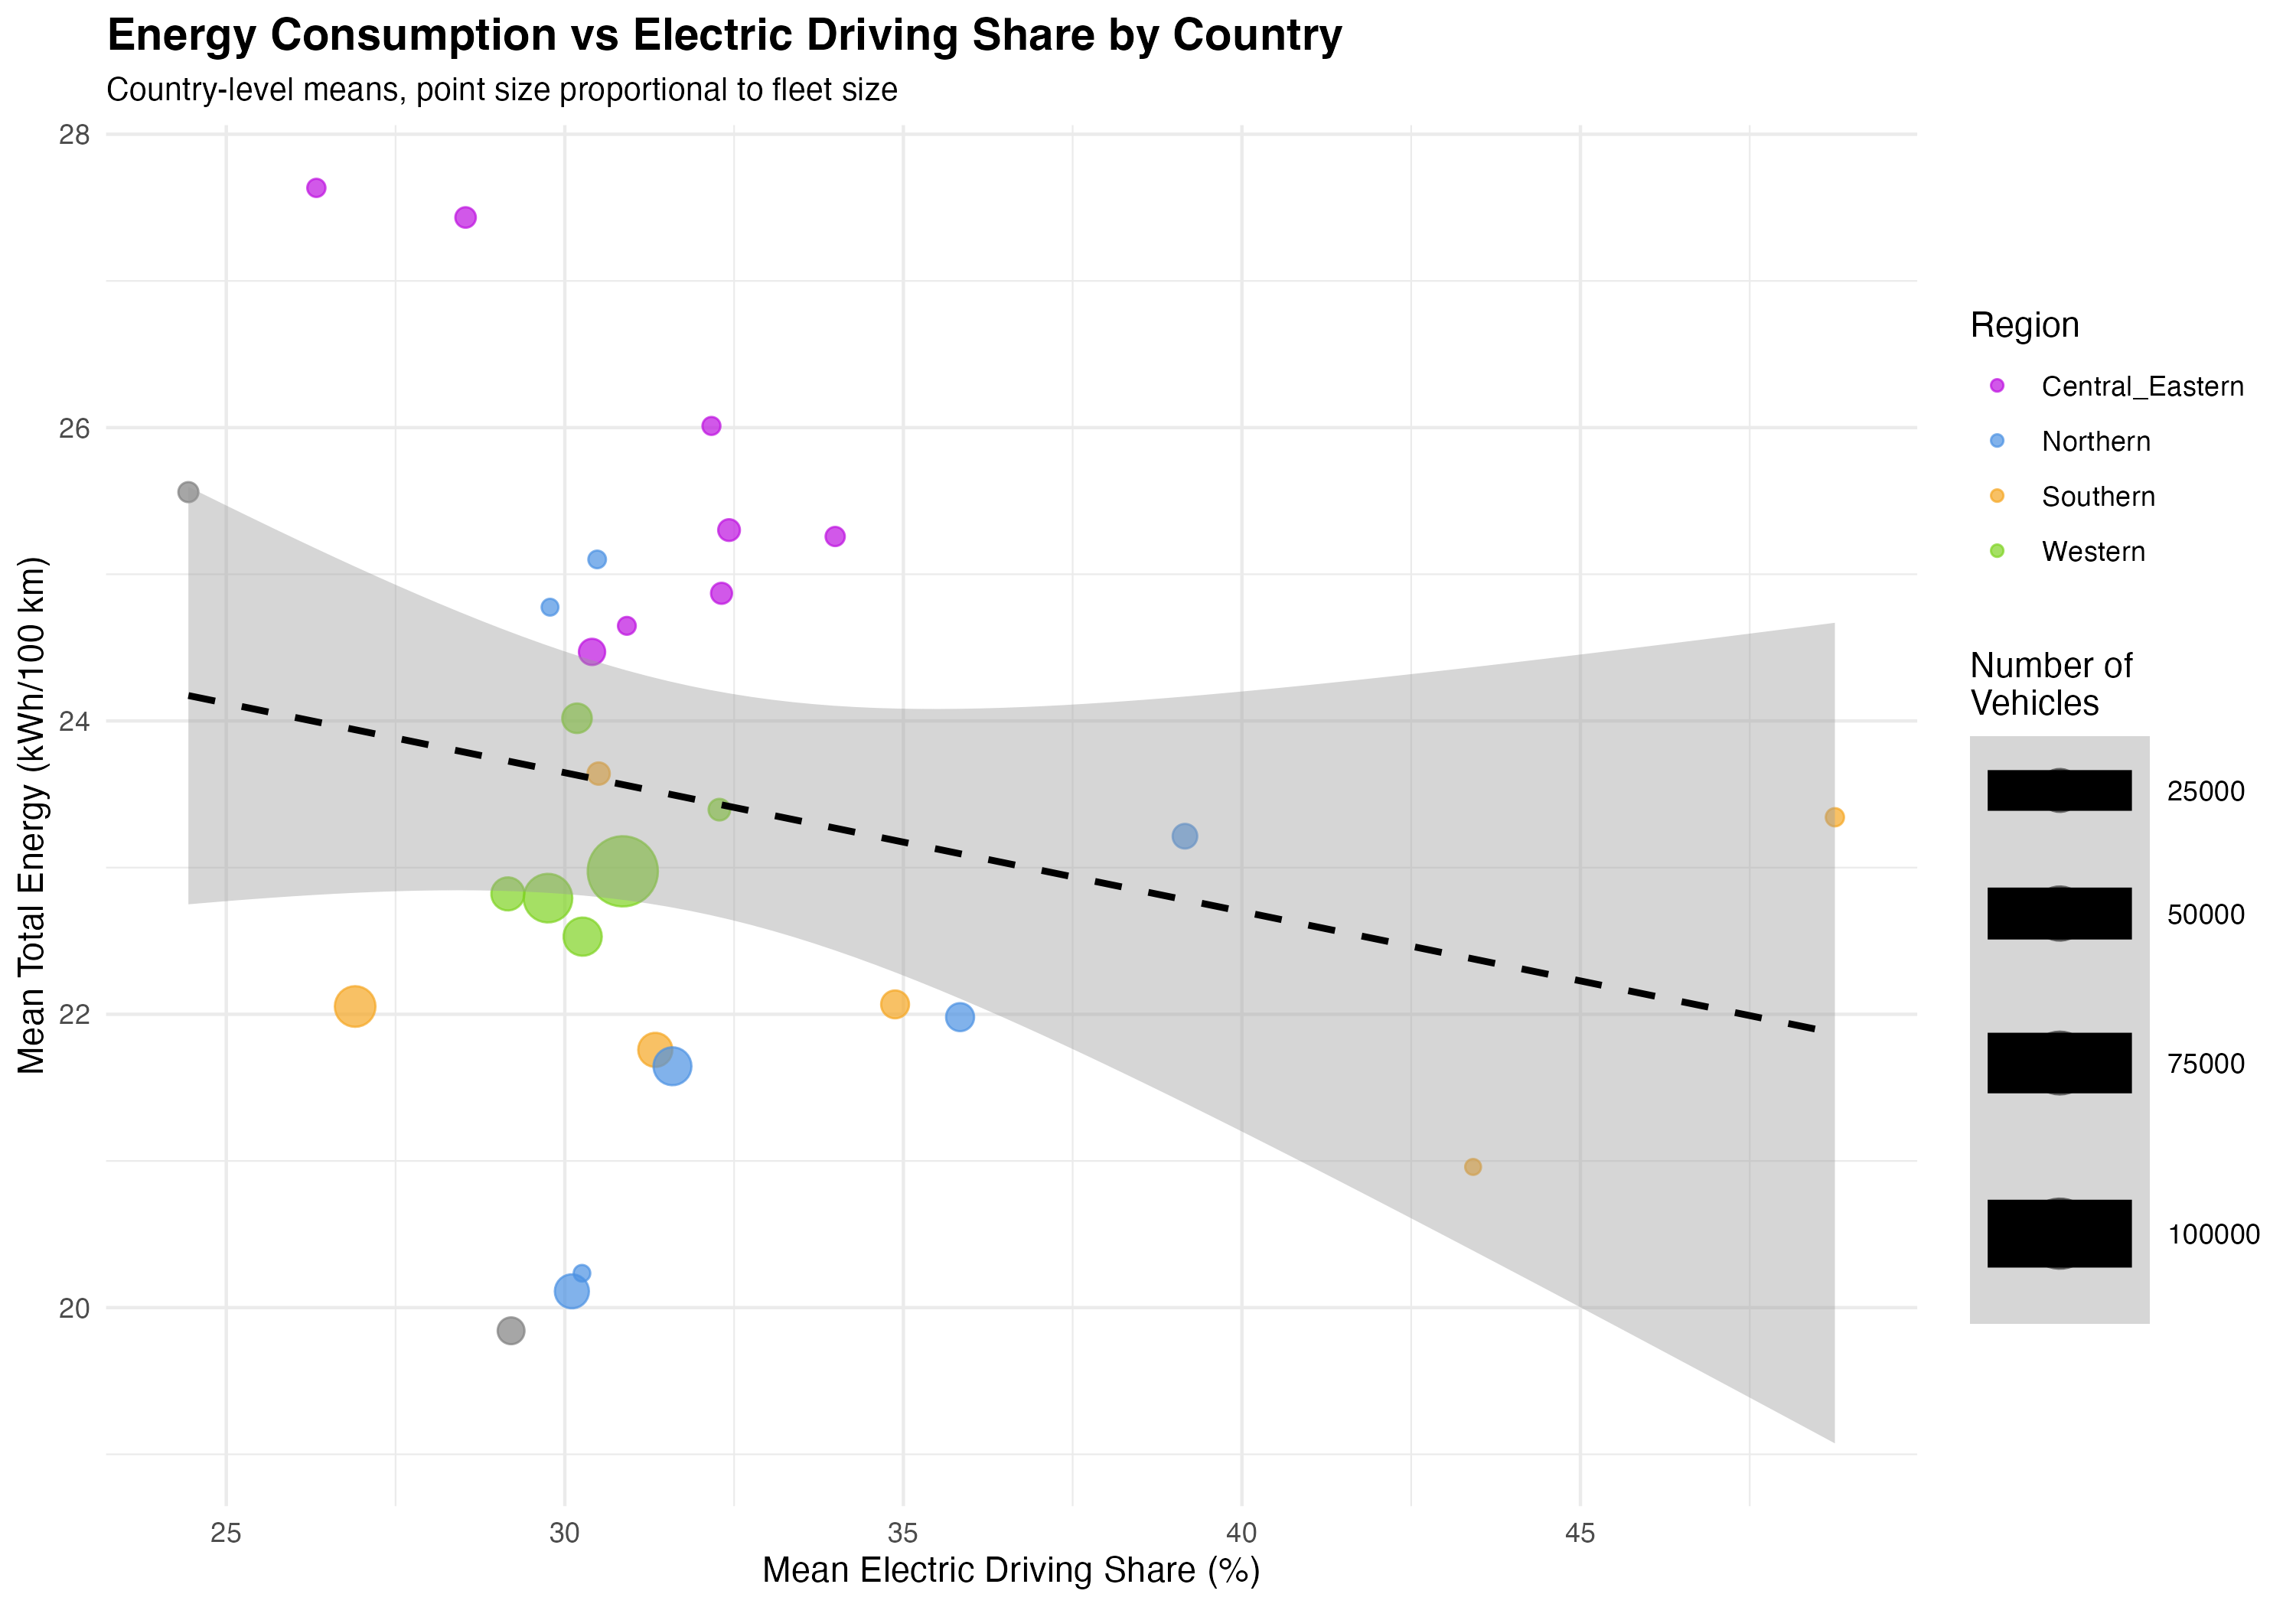 Energy Consumption vs Electric Driving Share by Country
Country-level means, point size proportional to fleet size
28
26
24
22
20
Mean Total Energy (kWh/100 km)
25
30
35
40
45
Mean Electric Driving Share (%)
Region
Central_Eastern
Northern
Southern
Western
Number of
Vehicles
25000
50000
75000
100000